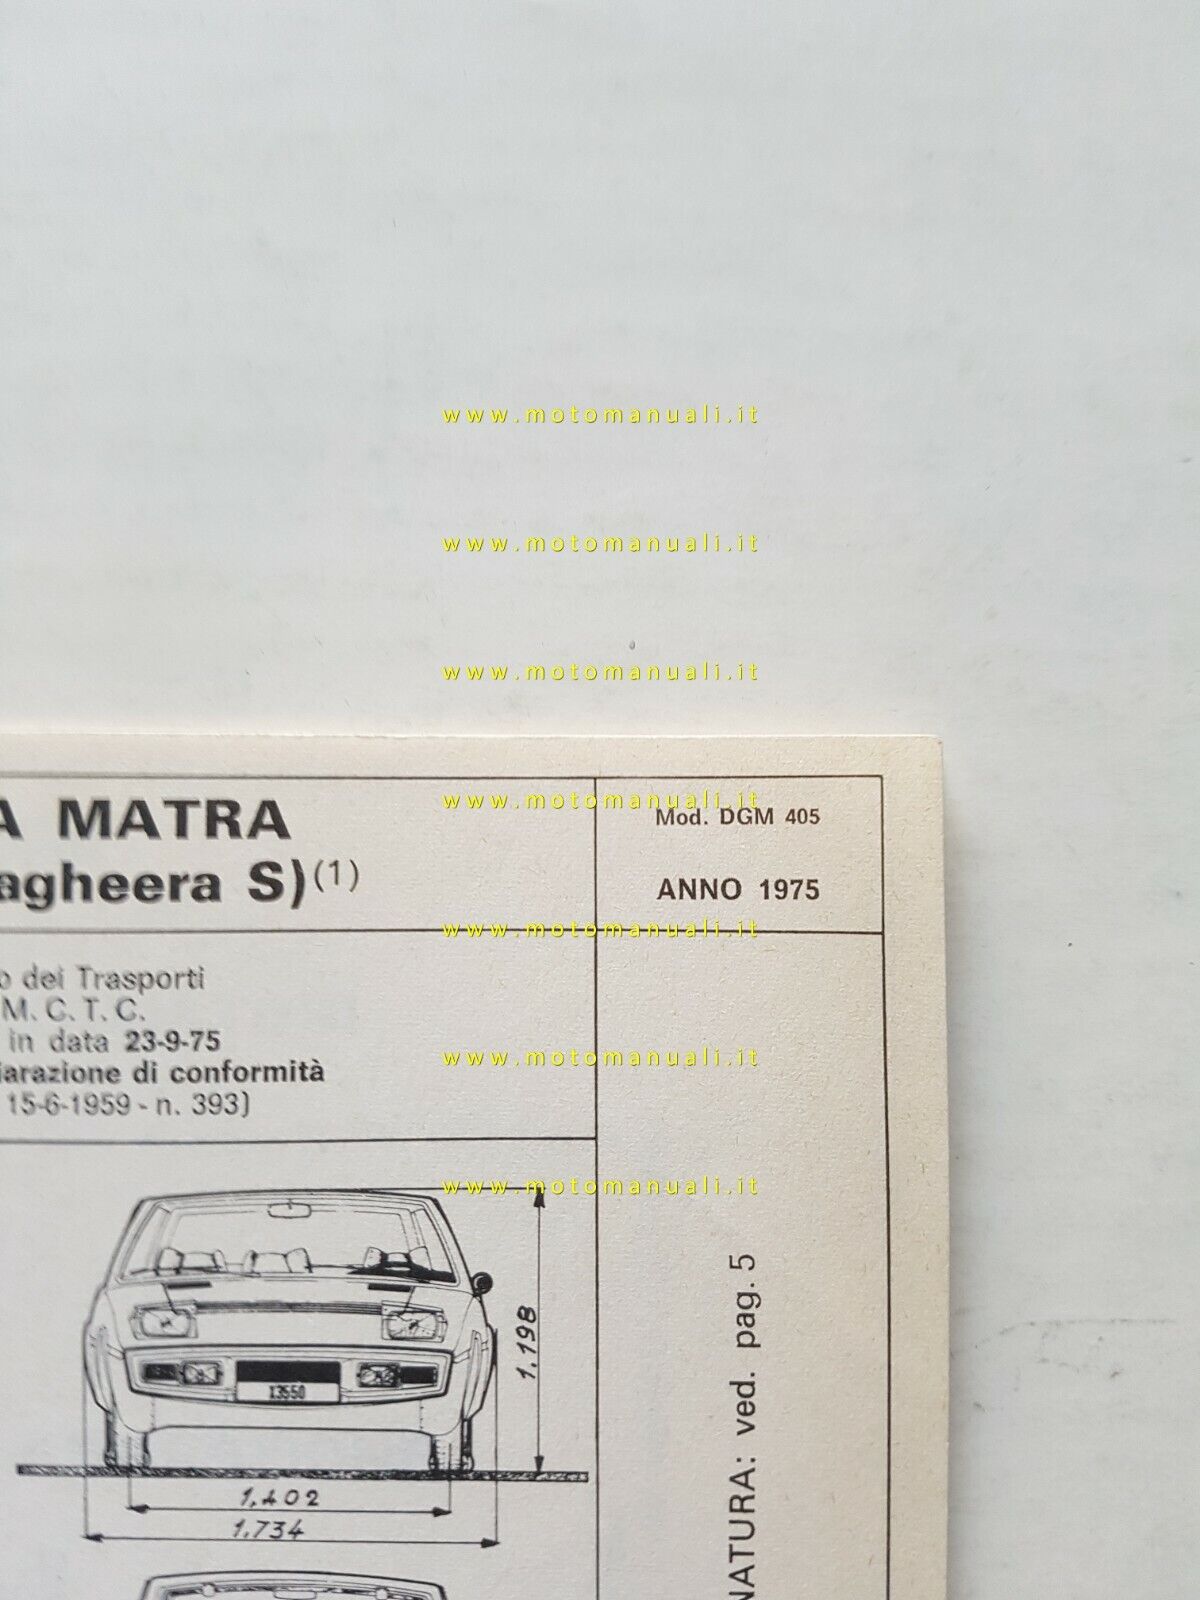 www.motomanuali.it
www.motomanuali.it
www.motomanuali.it
www.motomanuali.it
A MATRA
Mod. DGM 405
agheera S)(1)
ANNO 1975
www.motomanuali.it
o dei Trasporti
M. C. T. C.
in data 23-9-75
www.motomanuali.it
iarazione di conformità
15-6-1959 - n. 393)
www.motomanuali.it
1.198
X3550
1.402
1.734
NATURA: ved. pag. 5